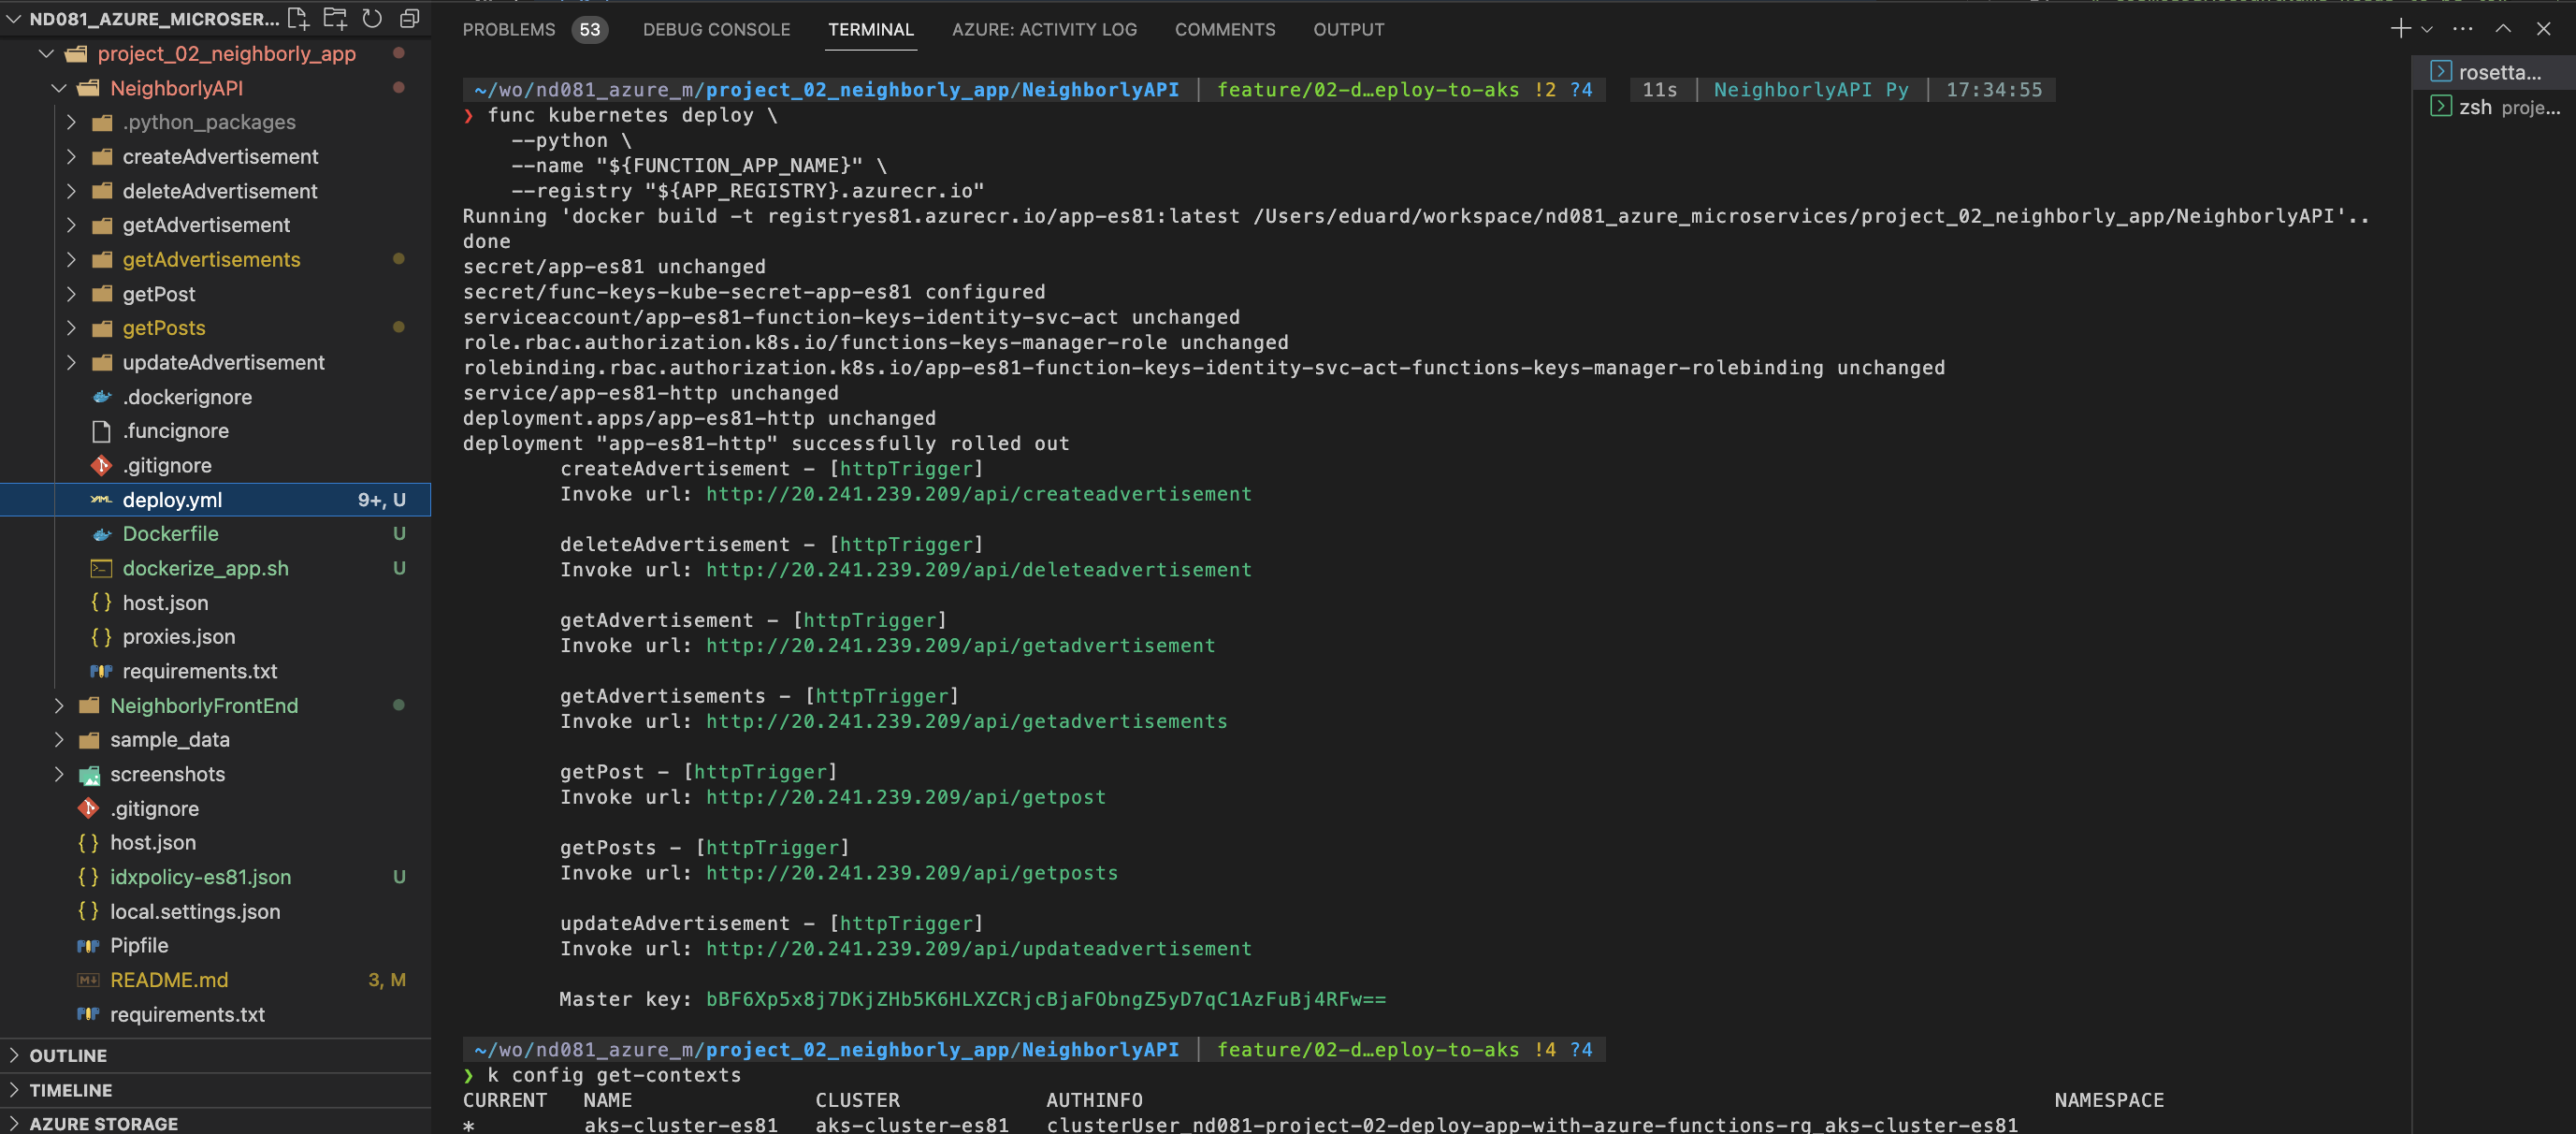 ND081_AZURE_MICROSER...
project_02_neighborly_app
NeighborlyAPI
.python_packages
createAdvertisement
deleteAdvertisement
getAdvertisement
getAdvertisements
getPost
getPosts
updateAdvertisement
.dockerignore
.funcignore
.gitignore
deploy.yml 9+, U
Dockerfile U
dockerize_app.sh U
host.json
proxies.json
requirements.txt
NeighborlyFrontEnd
sample_data
screenshots
.gitignore
host.json
idxpolicy-es81.json U
local.settings.json
Pipfile
README.md 3, M
requirements.txt
OUTLINE
TIMELINE
AZURE STORAGE
PROBLEMS 53 DEBUG CONSOLE TERMINAL AZURE: ACTIVITY LOG COMMENTS OUTPUT
~/wo/nd081_azure_m/project_02_neighborly_app/NeighborlyAPI | feature/02-d…eploy-to-aks !2 ?4 11s | NeighborlyAPI Py | 17:34:55
❯ func kubernetes deploy \
--python \
--name "${FUNCTION_APP_NAME}" \
--registry "${APP_REGISTRY}.azurecr.io"
Running 'docker build -t registryes81.azurecr.io/app-es81:latest /Users/eduard/workspace/nd081_azure_microservices/project_02_neighborly_app/NeighborlyAPI'..
done
secret/app-es81 unchanged
secret/func-keys-kube-secret-app-es81 configured
serviceaccount/app-es81-function-keys-identity-svc-act unchanged
role.rbac.authorization.k8s.io/functions-keys-manager-role unchanged
rolebinding.rbac.authorization.k8s.io/app-es81-function-keys-identity-svc-act-functions-keys-manager-rolebinding unchanged
service/app-es81-http unchanged
deployment.apps/app-es81-http unchanged
deployment "app-es81-http" successfully rolled out
createAdvertisement - [httpTrigger]
Invoke url: http://20.241.239.209/api/createadvertisement
deleteAdvertisement - [httpTrigger]
Invoke url: http://20.241.239.209/api/deleteadvertisement
getAdvertisement - [httpTrigger]
Invoke url: http://20.241.239.209/api/getadvertisement
getAdvertisements - [httpTrigger]
Invoke url: http://20.241.239.209/api/getadvertisements
getPost - [httpTrigger]
Invoke url: http://20.241.239.209/api/getpost
getPosts - [httpTrigger]
Invoke url: http://20.241.239.209/api/getposts
updateAdvertisement - [httpTrigger]
Invoke url: http://20.241.239.209/api/updateadvertisement
Master key: bBF6Xp5x8j7DKjZHb5K6HLXZCRjcBjaFObngZ5yD7qC1AzFuBj4RFw==
~/wo/nd081_azure_m/project_02_neighborly_app/NeighborlyAPI | feature/02-d…eploy-to-aks !4 ?4
❯ k config get-contexts
CURRENT NAME CLUSTER AUTHINFO NAMESPACE
* aks-cluster-es81 aks-cluster-es81 clusterUser_nd081-project-02-deploy-app-with-azure-functions-rg_aks-cluster-es81
rosetta...
zsh proje...